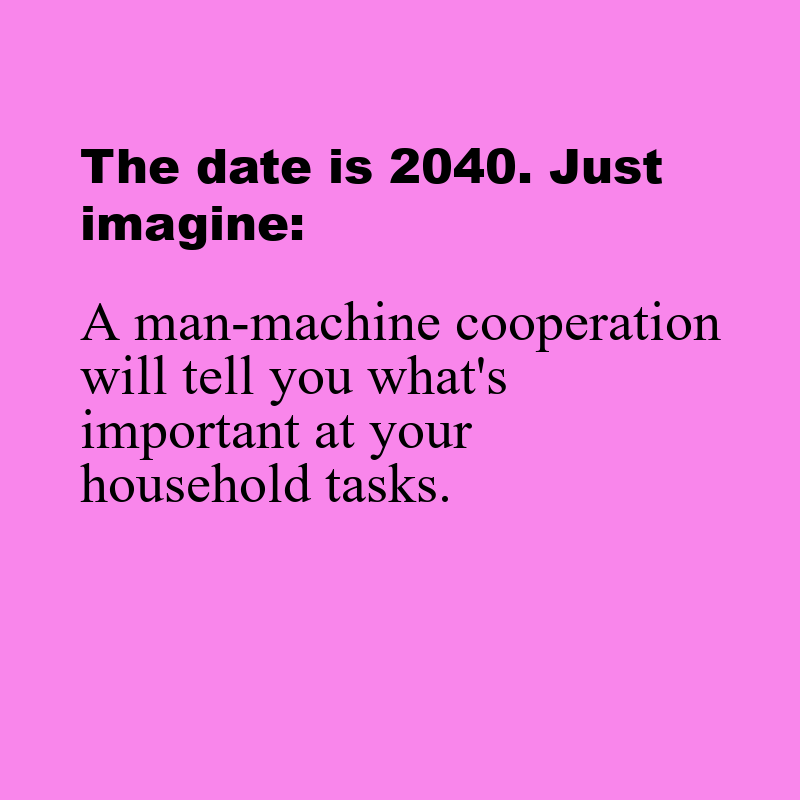 The date is 2040. Just
imagine:
A man-machine cooperation
will tell you what's
important at your
household tasks.